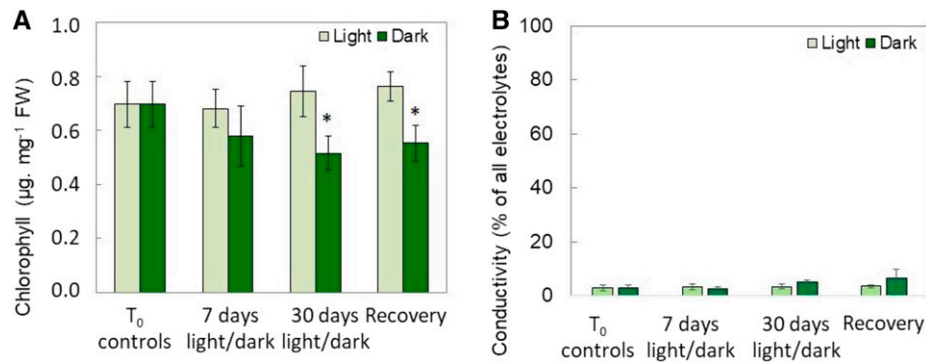 A
Chlorophyll (µg. mg⁻¹ FW)
1.0
0.8
0.6
0.4
0.2
0.0
Light Dark
*
*
T₀
controls
7 days
light/dark
30 days
light/dark
Recovery
B
Conductivity (% of all electrolytes)
100
80
60
40
20
0
Light Dark
T₀
controls
7 days
light/dark
30 days
light/dark
Recovery